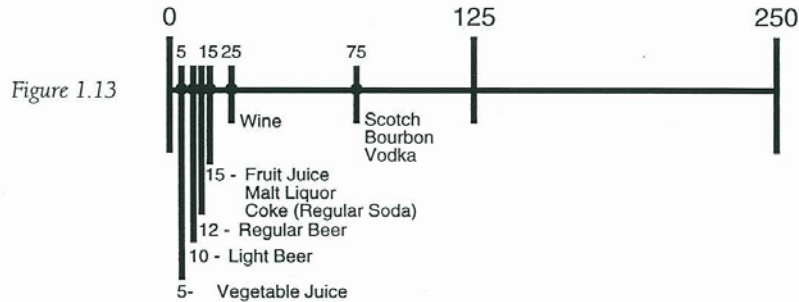 0 125 250
5 15 25 75
Figure 1.13
Wine
Scotch
Bourbon
Vodka
15 - Fruit Juice
Malt Liquor
Coke (Regular Soda)
12 - Regular Beer
10 - Light Beer
5- Vegetable Juice